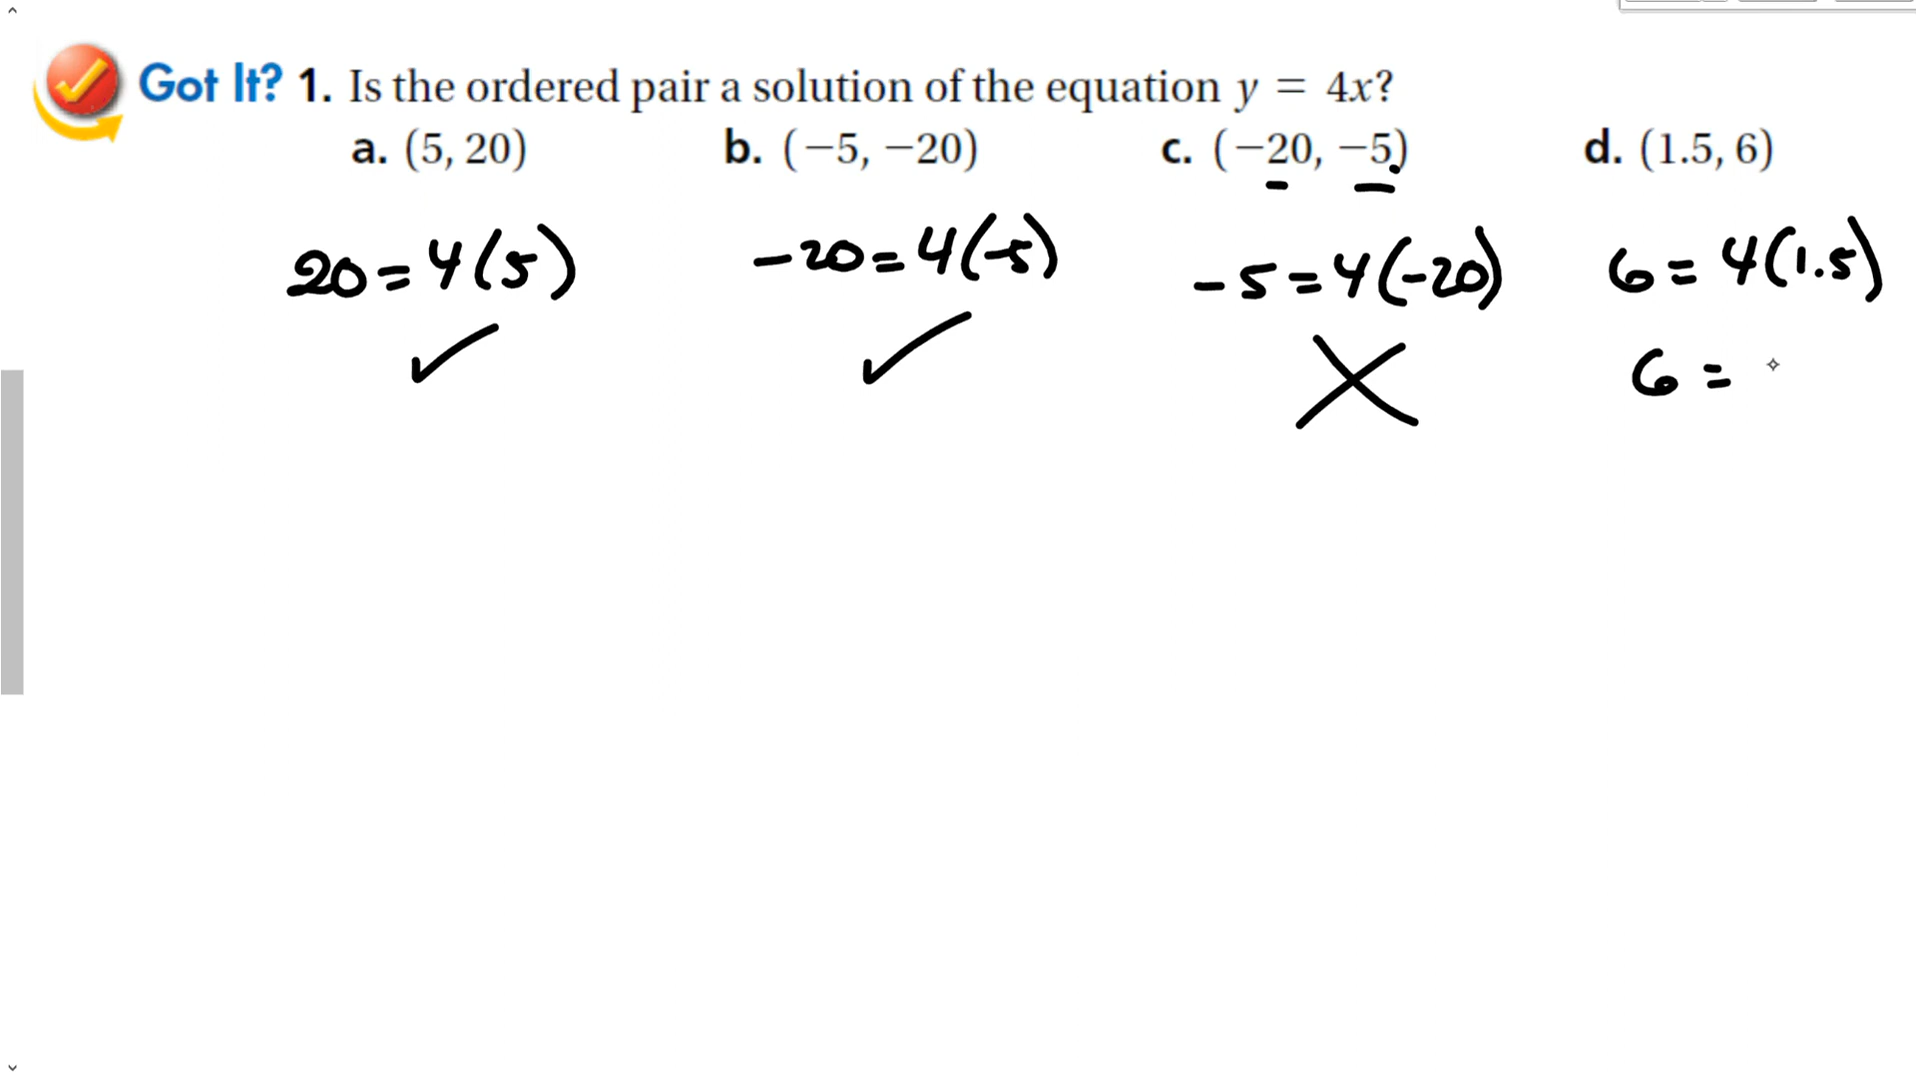 Got It? 1. Is the ordered pair a solution of the equation y = 4x?
a. (5, 20) b. (−5, −20) c. (−20, −5) d. (1.5, 6)
20 = 4(5) -20 = 4(-5) -5 = 4(-20) 6 = 4(1.5)
6 =